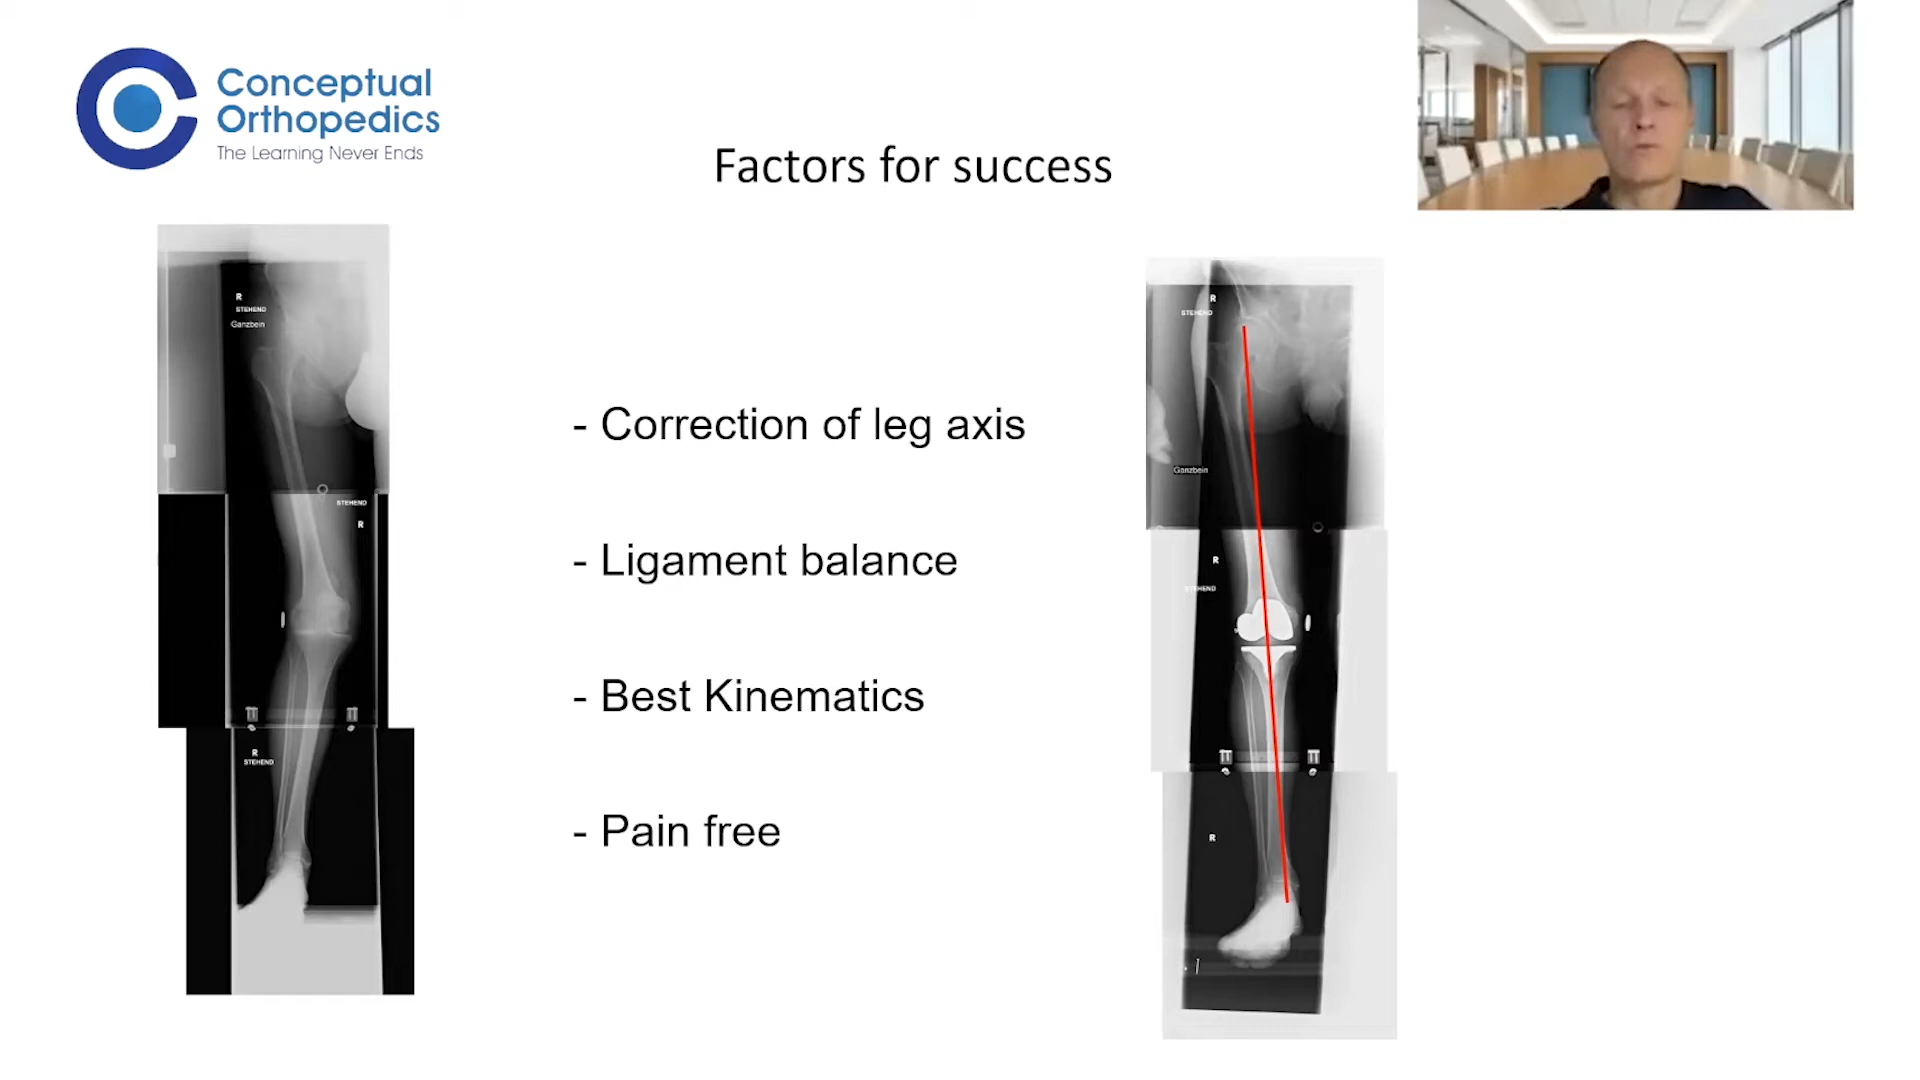 Conceptual
Orthopedics
The Learning Never Ends
Factors for success
R
STEHEND
Ganzbein
STEHEND
R
R
STEHEND
- Correction of leg axis
- Ligament balance
- Best Kinematics
- Pain free
R
STEHEND
Ganzbein
R
STEHEND
R